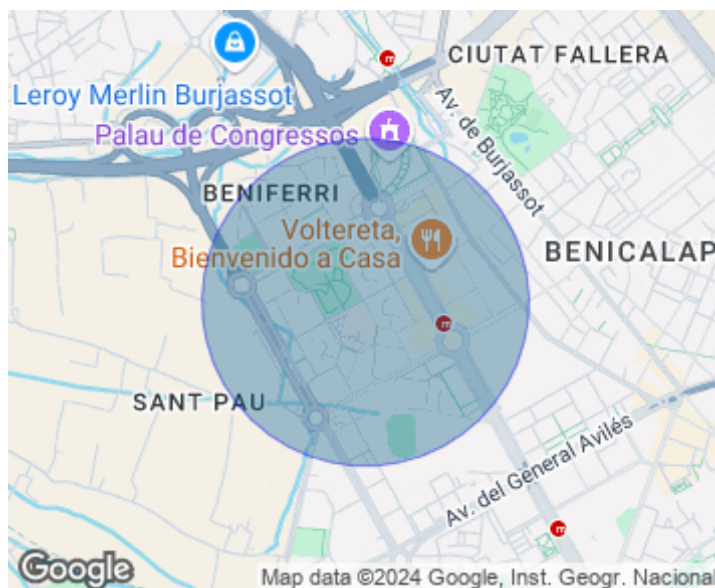 CIUTAT FALLERA
Leroy Merlin Burjassot
Av. de Burjassot
Palau de Congressos
BENIFERRI
Voltereta,
Bienvenido a Casa
BENICALAP
SANT PAU
Av. del General Avilés
Google
Map data ©2024 Google, Inst. Geogr. Nacional